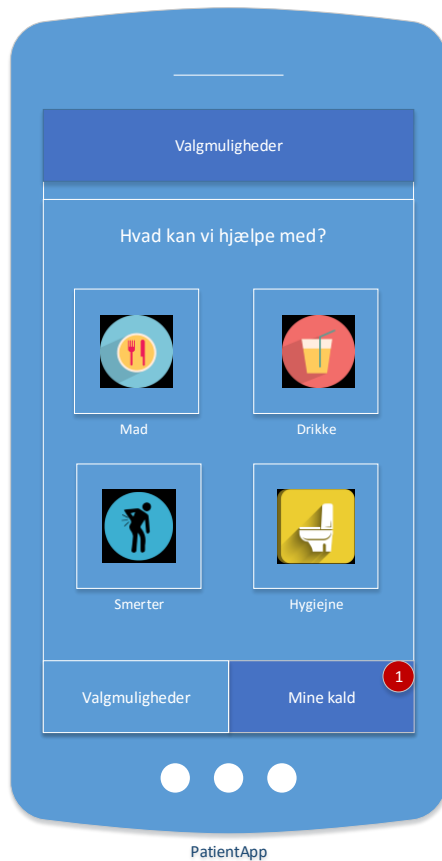 Valgmuligheder
Hvad kan vi hjælpe med?
Mad
Drikke
Smerter
Hygiejne
Valgmuligheder
Mine kald
1
PatientApp